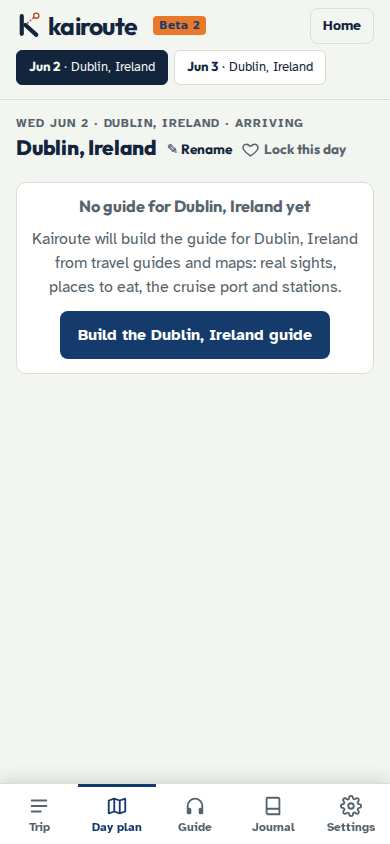 kairoute
Beta 2
Home
Jun 2 · Dublin, Ireland
Jun 3 · Dublin, Ireland
WED JUN 2 · DUBLIN, IRELAND · ARRIVING
Dublin, Ireland ✎ Rename Lock this day
No guide for Dublin, Ireland yet
Kairoute will build the guide for Dublin, Ireland
from travel guides and maps: real sights,
places to eat, the cruise port and stations.
Build the Dublin, Ireland guide
Trip
Day plan
Guide
Journal
Settings